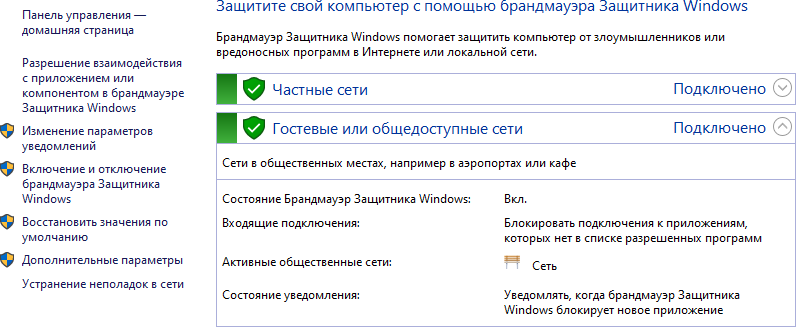 Панель управления —
домашняя страница
Разрешение взаимодействия
с приложением или
компонентом в брандмауэре
Защитника Windows
Изменение параметров
уведомлений
Включение и отключение
брандмауэра Защитника
Windows
Восстановить значения по
умолчанию
Дополнительные параметры
Устранение неполадок в сети
Защитите свой компьютер с помощью брандмауэра Защитника Windows
Брандмауэр Защитника Windows помогает защитить компьютер от злоумышленников или
вредоносных программ в Интернете или локальной сети.
Частные сети Подключено
Гостевые или общедоступные сети Подключено
Сети в общественных местах, например в аэропортах или кафе
Состояние Брандмауэр Защитника Windows: Вкл.
Входящие подключения: Блокировать подключения к приложениям,
которых нет в списке разрешенных программ
Активные общественные сети: Сеть
Состояние уведомления: Уведомлять, когда брандмауэр Защитника
Windows блокирует новое приложение